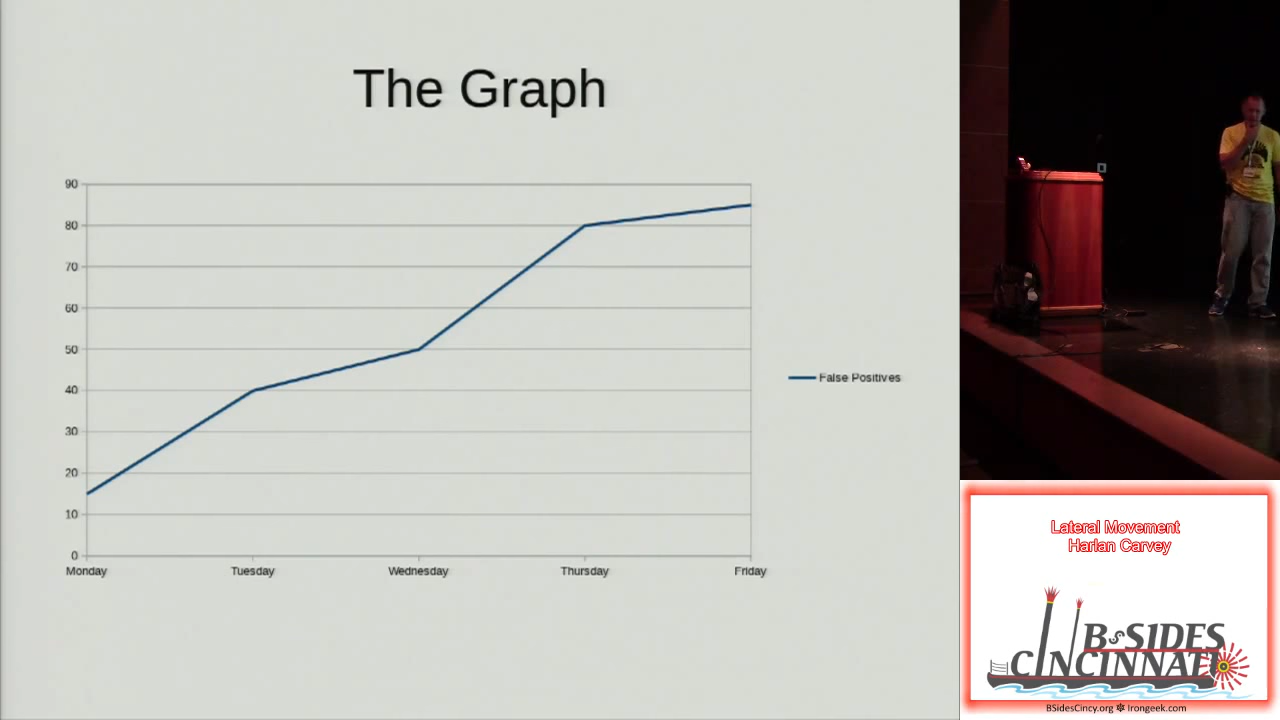 The Graph
90
80
70
60
50
40
30
20
10
0
Monday Tuesday Wednesday Thursday Friday
False Positives
Lateral Movement
Harlan Carvey
BSIDES
CINCINNATI
BSidesCincy.org ✽ Irongeek.com